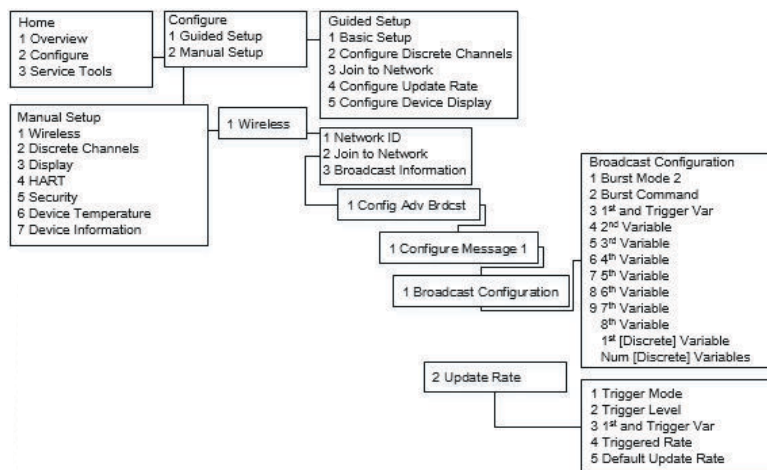 Home
1 Overview
2 Configure
3 Service Tools
Configure
1 Guided Setup
2 Manual Setup
Guided Setup
1 Basic Setup
2 Configure Discrete Channels
3 Join to Network
4 Configure Update Rate
5 Configure Device Display
Manual Setup
1 Wireless
2 Discrete Channels
3 Display
4 HART
5 Security
6 Device Temperature
7 Device Information
1 Wireless
1 Network ID
2 Join to Network
3 Broadcast Information
1 Config Adv Brdcst
1 Configure Message 1
1 Broadcast Configuration
Broadcast Configuration
1 Burst Mode 2
2 Burst Command
3 1st and Trigger Var
4 2nd Variable
5 3rd Variable
6 4th Variable
7 5th Variable
8 6th Variable
9 7th Variable
8th Variable
1st [Discrete] Variable
Num [Discrete] Variables
2 Update Rate
1 Trigger Mode
2 Trigger Level
3 1st and Trigger Var
4 Triggered Rate
5 Default Update Rate